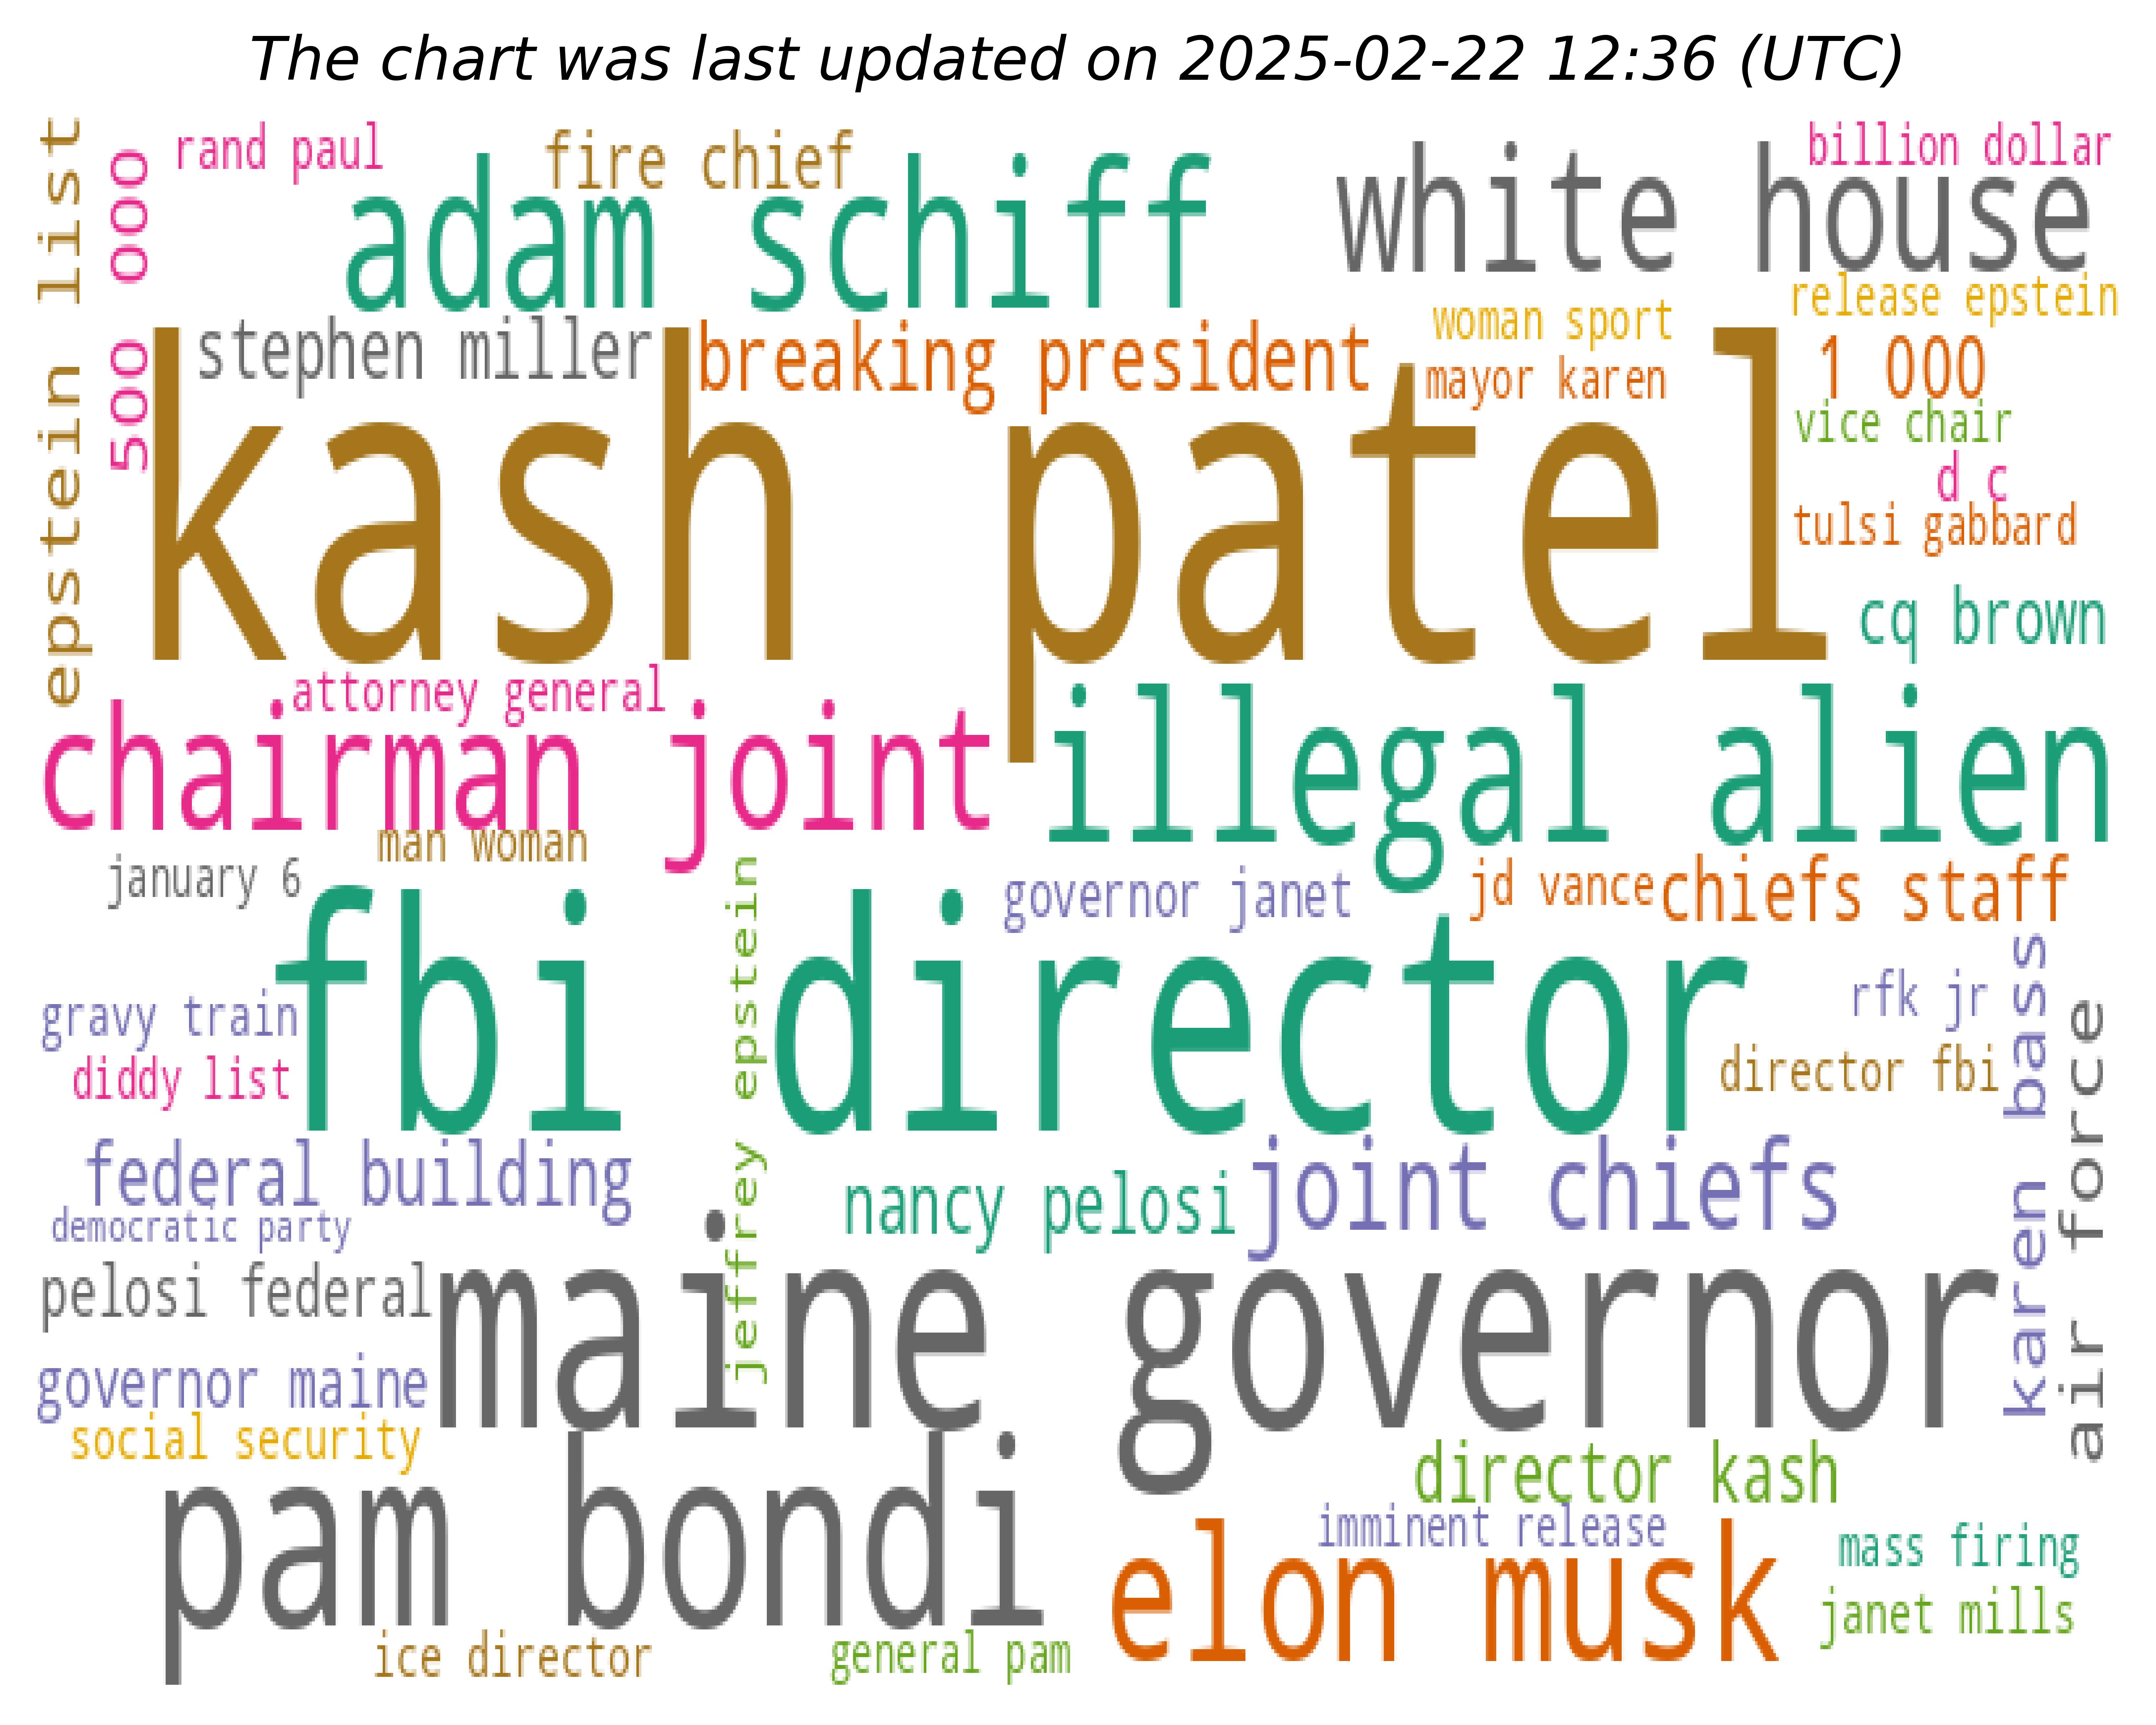 The chart was last updated on 2025-02-22 12:36 (UTC)
epstein list
500 000
rand paul
fire chief
adam schiff
white house
billion dollar
release epstein
woman sport
stephen miller
breaking president
mayor karen
1 000
vice chair
d c
tulsi gabbard
kash patel
cq brown
attorney general
chairman joint
illegal alien
man woman
january 6
jeffrey epstein
governor janet
jd vance
chiefs staff
fbi director
gravy train
diddy list
rfk jr
director fbi
karen bass
air force
federal building
democratic party
nancy pelosi
joint chiefs
pelosi federal
maine governor
governor maine
social security
pam bondi
director kash
imminent release
elon musk
mass firing
janet mills
ice director
general pam